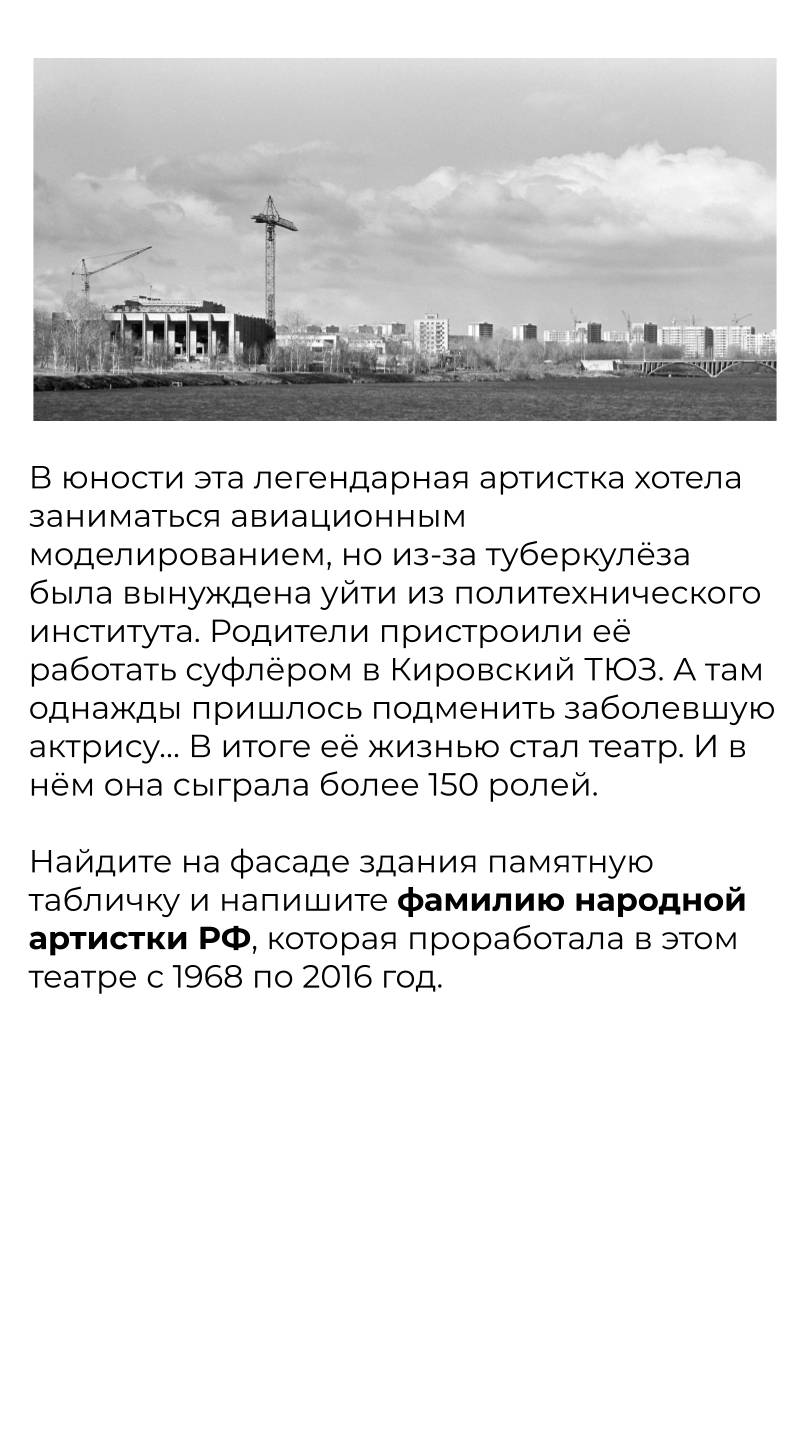 В юности эта легендарная артистка хотела
заниматься авиационным
моделированием, но из-за туберкулёза
была вынуждена уйти из политехнического
института. Родители пристроили её
работать суфлёром в Кировский ТЮЗ. А там
однажды пришлось подменить заболевшую
актрису... В итоге её жизнью стал театр. И в
нём она сыграла более 150 ролей.
Найдите на фасаде здания памятную
табличку и напишите фамилию народной
артистки РФ, которая проработала в этом
театре с 1968 по 2016 год.